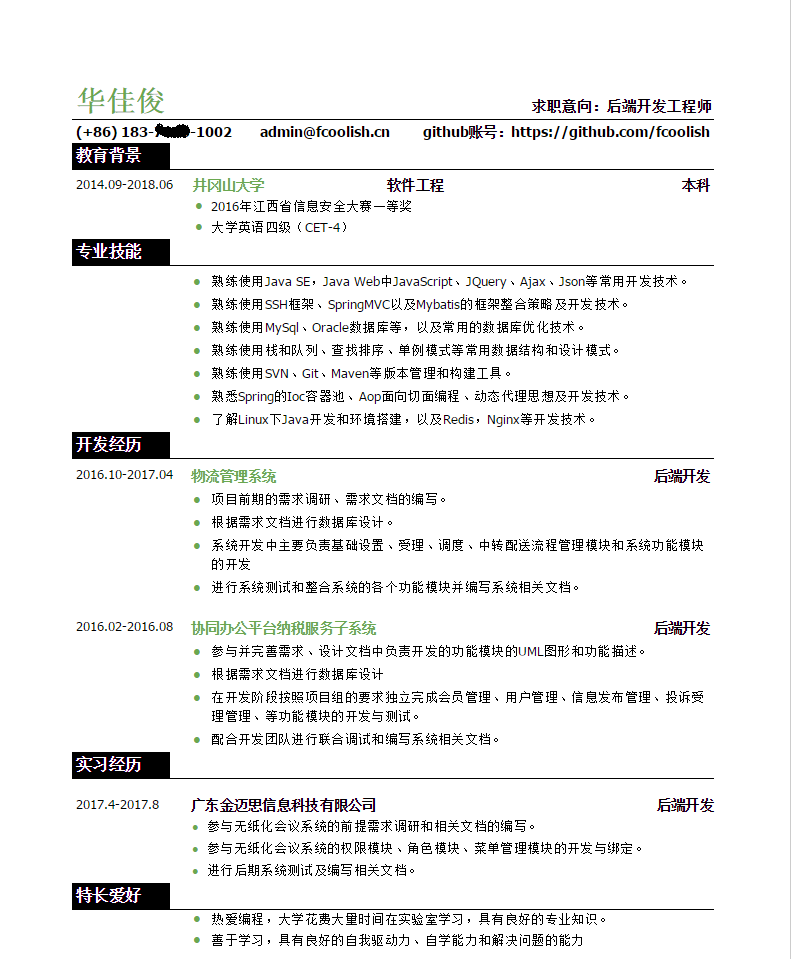 华佳俊 求职意向：后端开发工程师
(+86) 183- -1002 admin@fcoolish.cn github账号：https://github.com/fcoolish
教育背景
2014.09-2018.06 井冈山大学 软件工程 本科
2016年江西省信息安全大赛一等奖
大学英语四级（CET-4）
专业技能
熟练使用Java SE，Java Web中JavaScript、JQuery、Ajax、Json等常用开发技术。
熟练使用SSH框架、SpringMVC以及Mybatis的框架整合策略及开发技术。
熟练使用MySql、Oracle数据库等，以及常用的数据库优化技术。
熟练使用栈和队列、查找排序、单例模式等常用数据结构和设计模式。
熟练使用SVN、Git、Maven等版本管理和构建工具。
熟悉Spring的Ioc容器池、Aop面向切面编程、动态代理思想及开发技术。
了解Linux下Java开发和环境搭建，以及Redis，Nginx等开发技术。
开发经历
2016.10-2017.04 物流管理系统 后端开发
项目前期的需求调研、需求文档的编写。
根据需求文档进行数据库设计。
系统开发中主要负责基础设置、受理、调度、中转配送流程管理模块和系统功能模块
的开发
进行系统测试和整合系统的各个功能模块并编写系统相关文档。
2016.02-2016.08 协同办公平台纳税服务子系统 后端开发
参与并完善需求、设计文档中负责开发的功能模块的UML图形和功能描述。
根据需求文档进行数据库设计
在开发阶段按照项目组的要求独立完成会员管理、用户管理、信息发布管理、投诉受
理管理、等功能模块的开发与测试。
配合开发团队进行联合调试和编写系统相关文档。
实习经历
2017.4-2017.8 广东金迈思信息科技有限公司 后端开发
参与无纸化会议系统的前提需求调研和相关文档的编写。
参与无纸化会议系统的权限模块、角色模块、菜单管理模块的开发与绑定。
进行后期系统测试及编写相关文档。
特长爱好
热爱编程，大学花费大量时间在实验室学习，具有良好的专业知识。
善于学习，具有良好的自我驱动力、自学能力和解决问题的能力